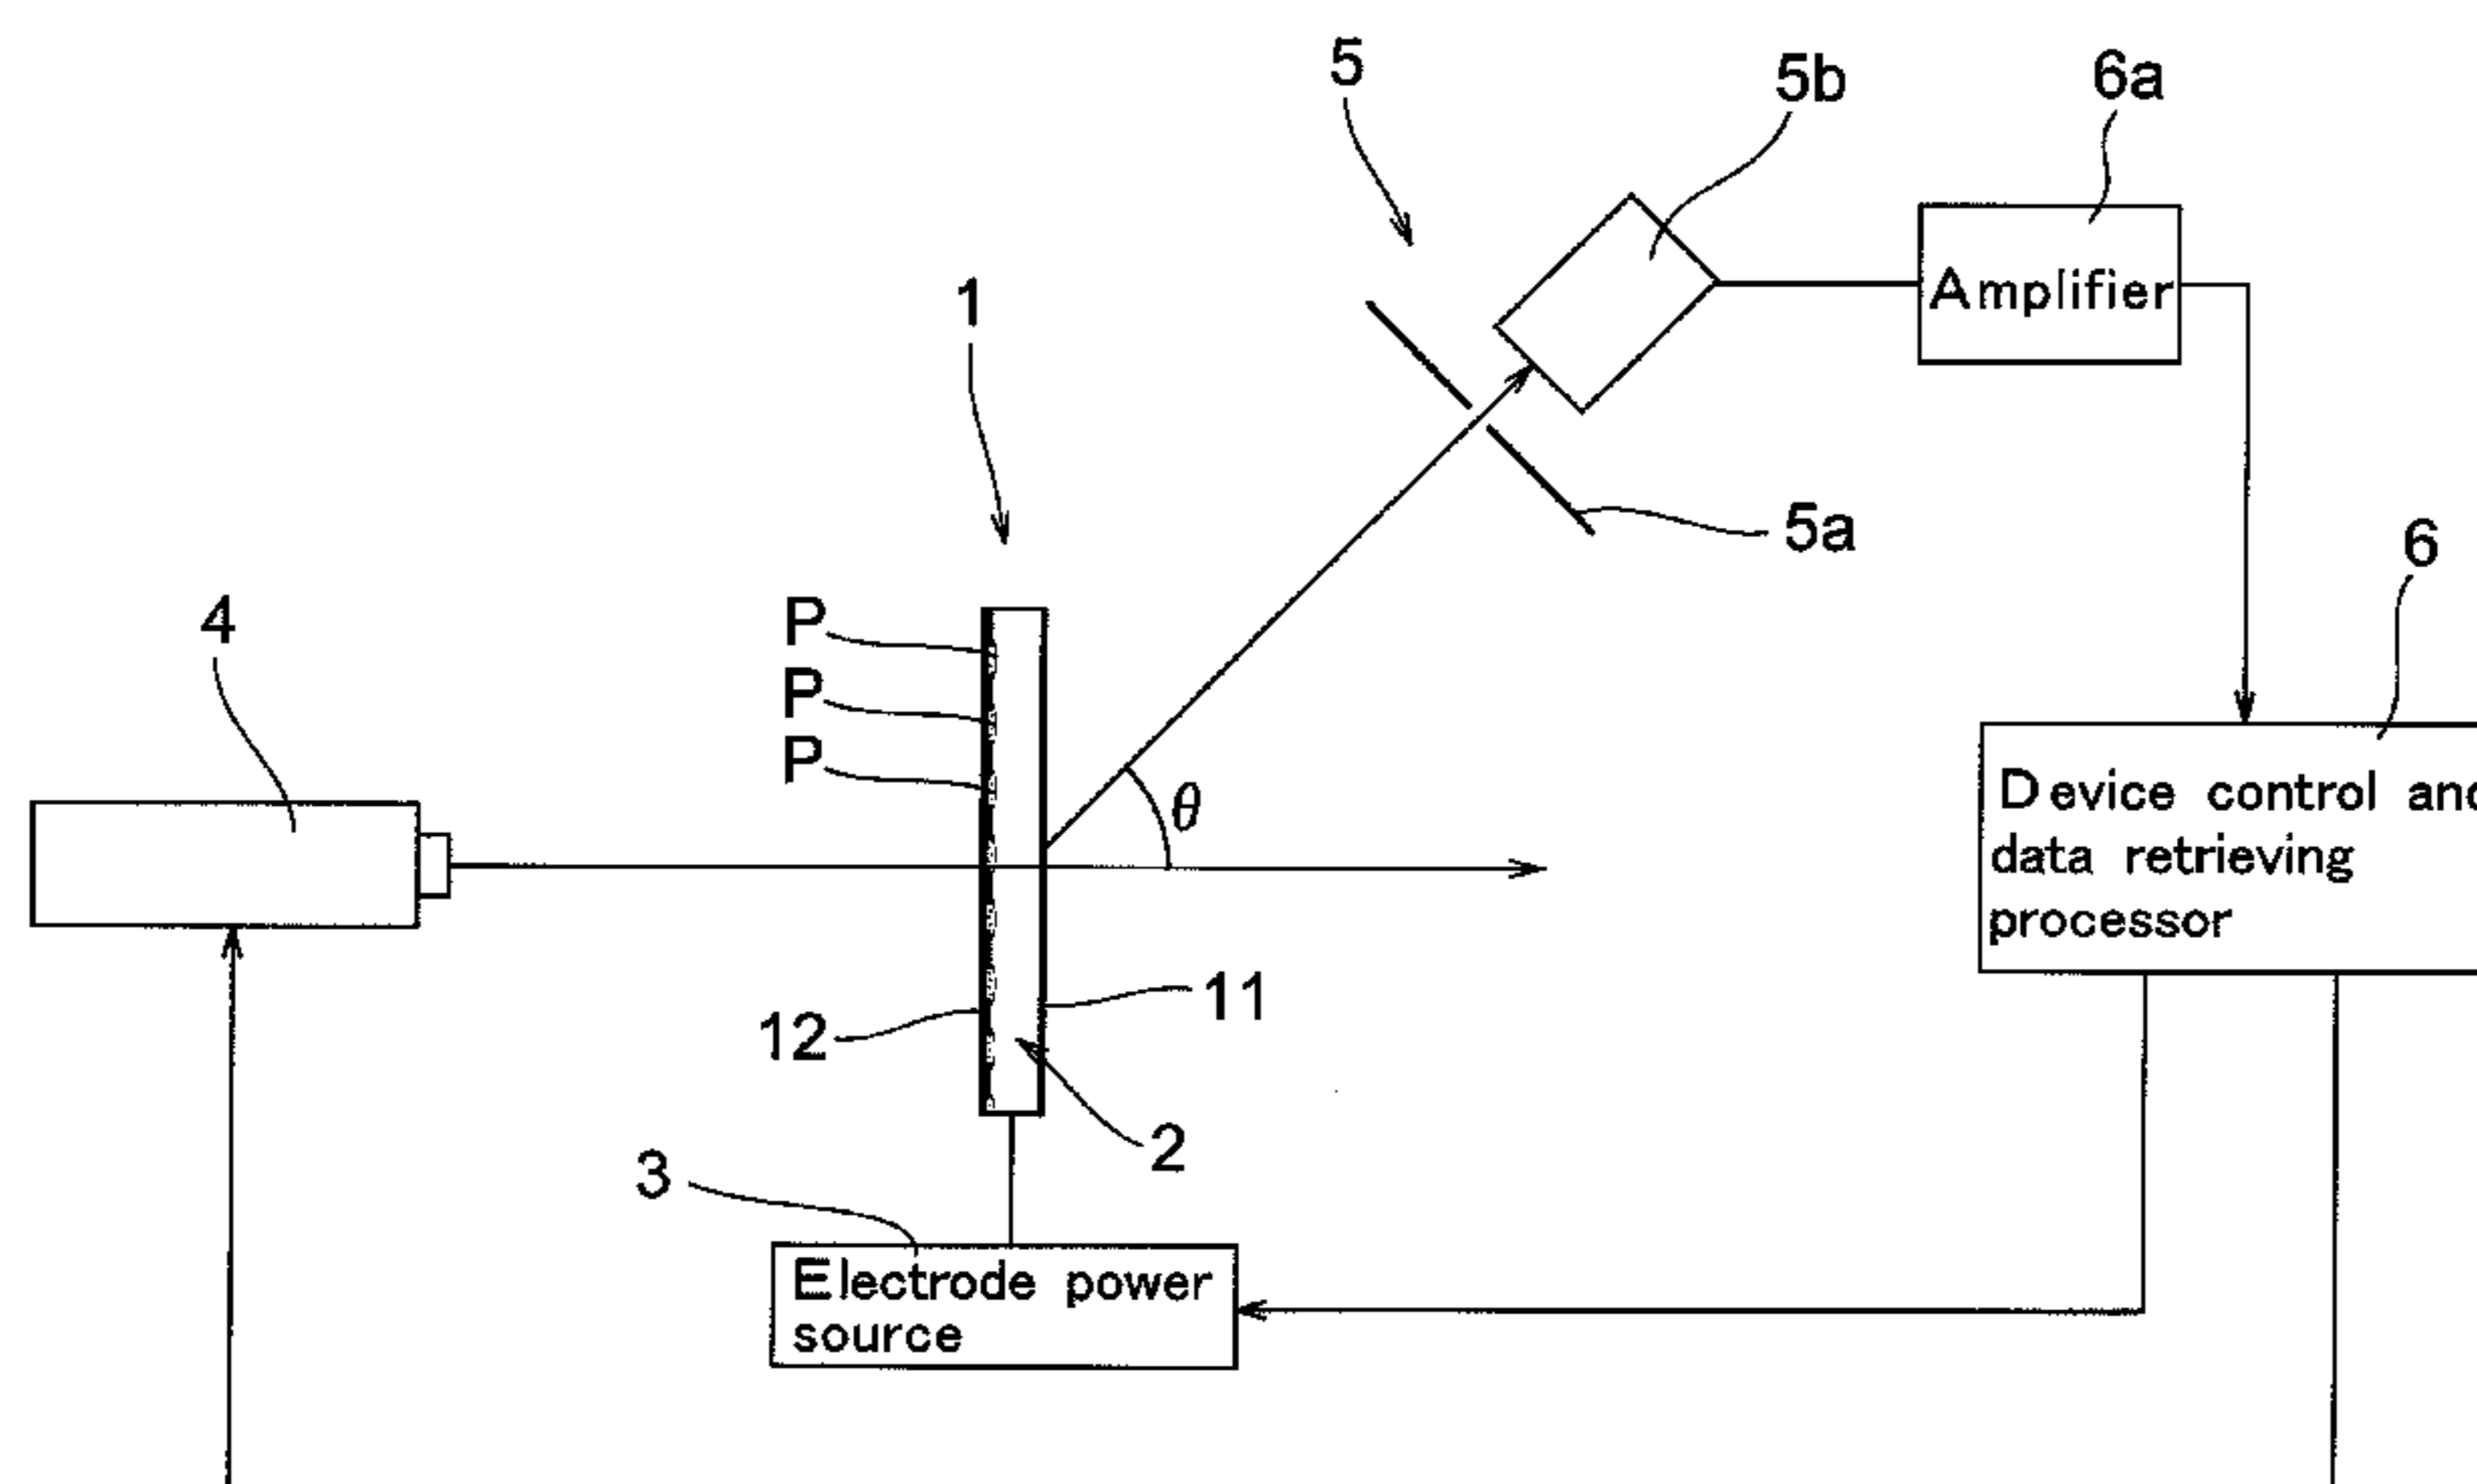 5
5b
6a
1
Amplifier
5a
6
4
P
P
P
θ
Device control and
data retrieving
processor
11
12
2
3
Electrode power
source